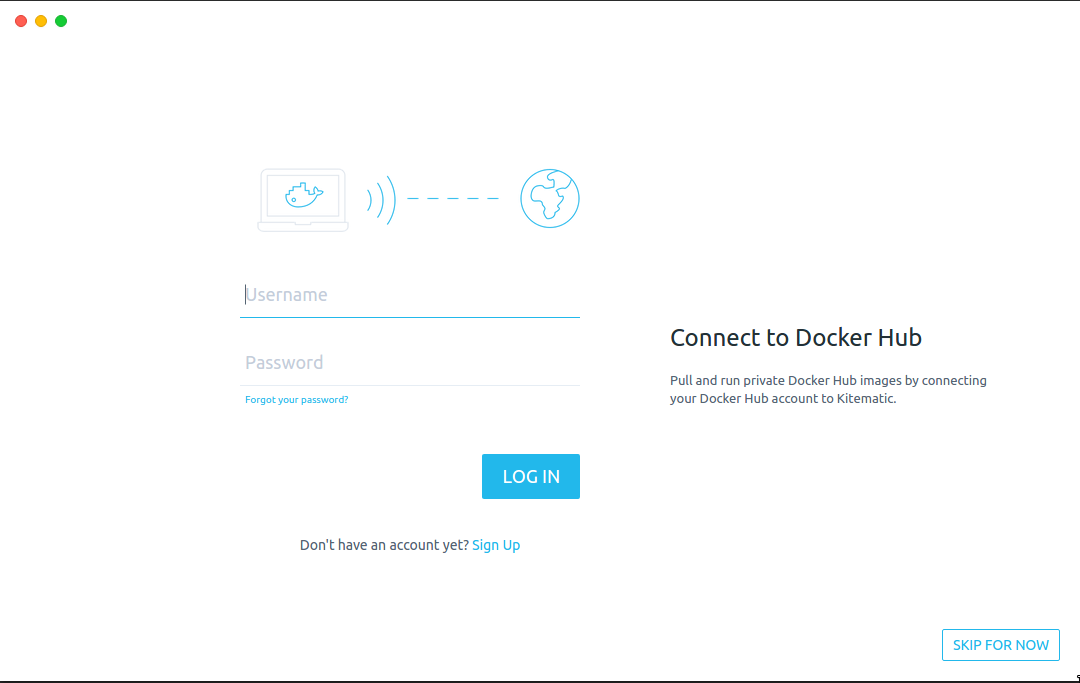 Username
Password
Forgot your password?
LOG IN
Don't have an account yet? Sign Up
Connect to Docker Hub
Pull and run private Docker Hub images by connecting
your Docker Hub account to Kitematic.
SKIP FOR NOW